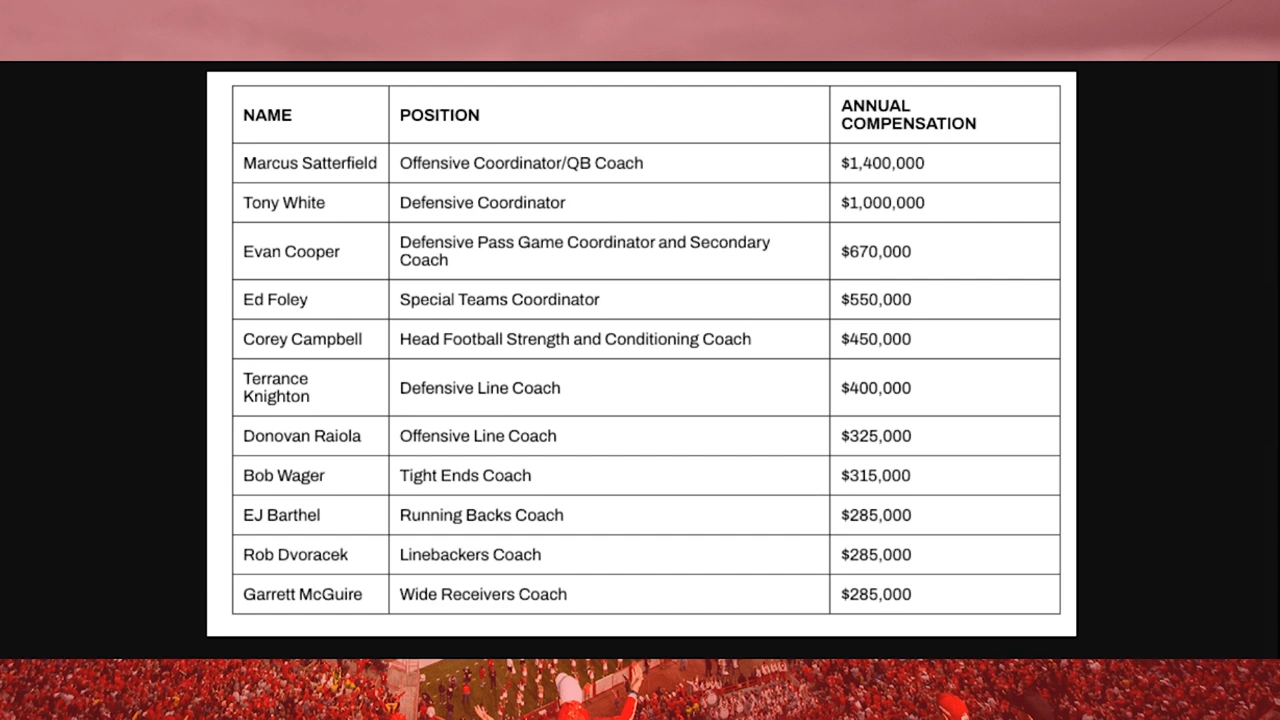 NAME POSITION ANNUAL
COMPENSATION
Marcus Satterfield Offensive Coordinator/QB Coach $1,400,000
Tony White Defensive Coordinator $1,000,000
Evan Cooper Defensive Pass Game Coordinator and Secondary
Coach $670,000
Ed Foley Special Teams Coordinator $550,000
Corey Campbell Head Football Strength and Conditioning Coach $450,000
Terrance
Knighton Defensive Line Coach $400,000
Donovan Raiola Offensive Line Coach $325,000
Bob Wager Tight Ends Coach $315,000
EJ Barthel Running Backs Coach $285,000
Rob Dvoracek Linebackers Coach $285,000
Garrett McGuire Wide Receivers Coach $285,000